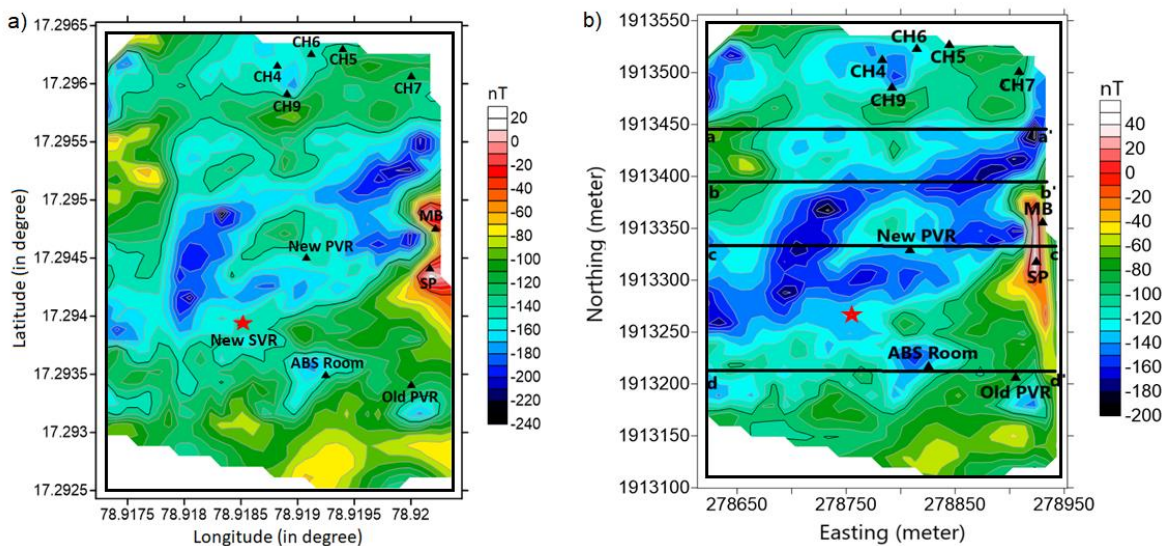 a)
17.2965
17.296
17.2955
17.295
17.2945
17.294
17.2935
17.293
17.2925
Latitude (in degree)
78.9175 78.918 78.9185 78.919 78.9195 78.92
Longitude (in degree)
CH6
CH5
CH4
CH7
CH9
MB
New PVR
SP
New SVR
ABS Room
Old PVR
nT
20
0
-20
-40
-60
-80
-100
-120
-140
-160
-180
-200
-220
-240
b)
1913550
1913500
1913450
1913400
1913350
1913300
1913250
1913200
1913150
1913100
Northing (meter)
278650 278750 278850 278950
Easting (meter)
CH6
CH5
CH4
CH7
CH9
a a'
b b'
MB
New PVR
c c'
SP
ABS Room
d d'
Old PVR
nT
40
20
0
-20
-40
-60
-80
-100
-120
-140
-160
-180
-200